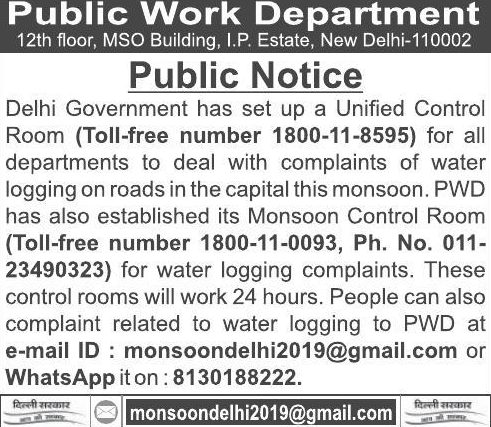 Public Work Department
12th floor, MSO Building, I.P. Estate, New Delhi-110002
Public Notice
Delhi Government has set up a Unified Control
Room (Toll-free number 1800-11-8595) for all
departments to deal with complaints of water
logging on roads in the capital this monsoon. PWD
has also established its Monsoon Control Room
(Toll-free number 1800-11-0093, Ph. No. 011-
23490323) for water logging complaints. These
control rooms will work 24 hours. People can also
complaint related to water logging to PWD at
e-mail ID : monsoondelhi2019@gmail.com or
WhatsApp it on : 8130188222.
दिल्ली सरकार monsoondelhi2019@gmail.com दिल्ली सरकार
आप की सरकार आप की सरकार